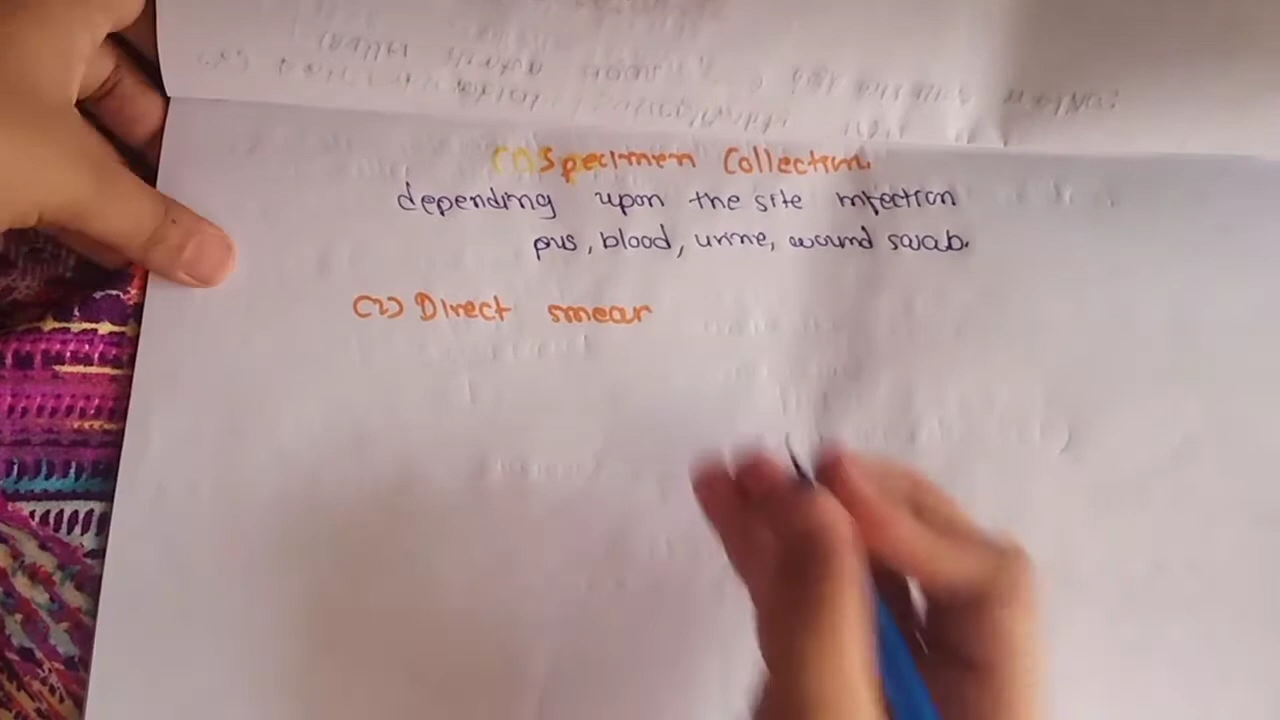 (1) Specimen Collection.
depending upon the site infection
pus, blood, urine, wound swab.
(2) Direct smear